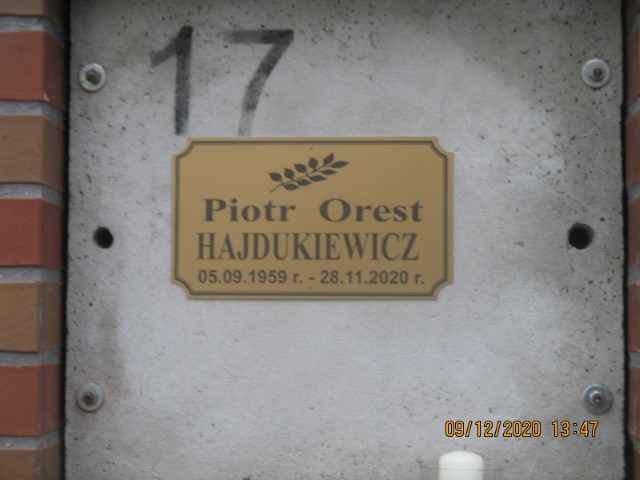 17
Piotr Orest
HAJDUKIEWICZ
05.09.1959 r. - 28.11.2020 r.
09/12/2020 13:47